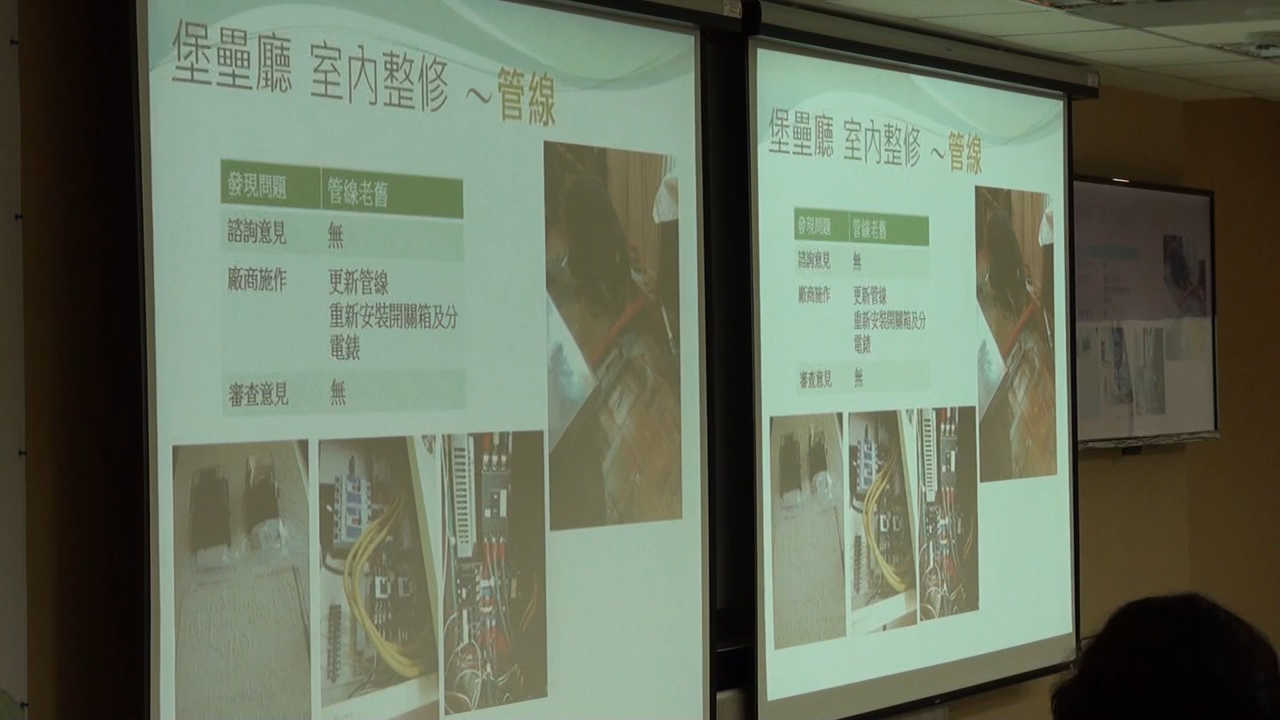 堡壘廳 室內整修 ~管線
發現問題 管線老舊
諮詢意見 無
廠商施作 更新管線
重新安裝開關箱及分
電錶
審查意見 無
堡壘廳 室內整修 ~管線
發現問題 管線老舊
諮詢意見 無
廠商施作 更新管線
重新安裝開關箱及分
電錶
審查意見 無